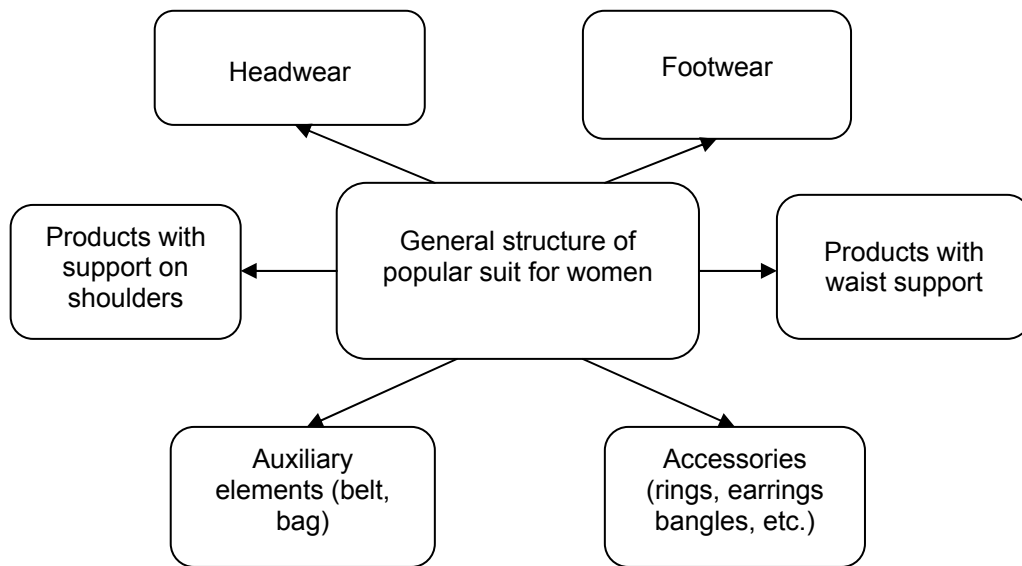 Headwear
Footwear
Products with
support on
shoulders
General structure of
popular suit for women
Products with
waist support
Auxiliary
elements (belt,
bag)
Accessories
(rings, earrings
bangles, etc.)